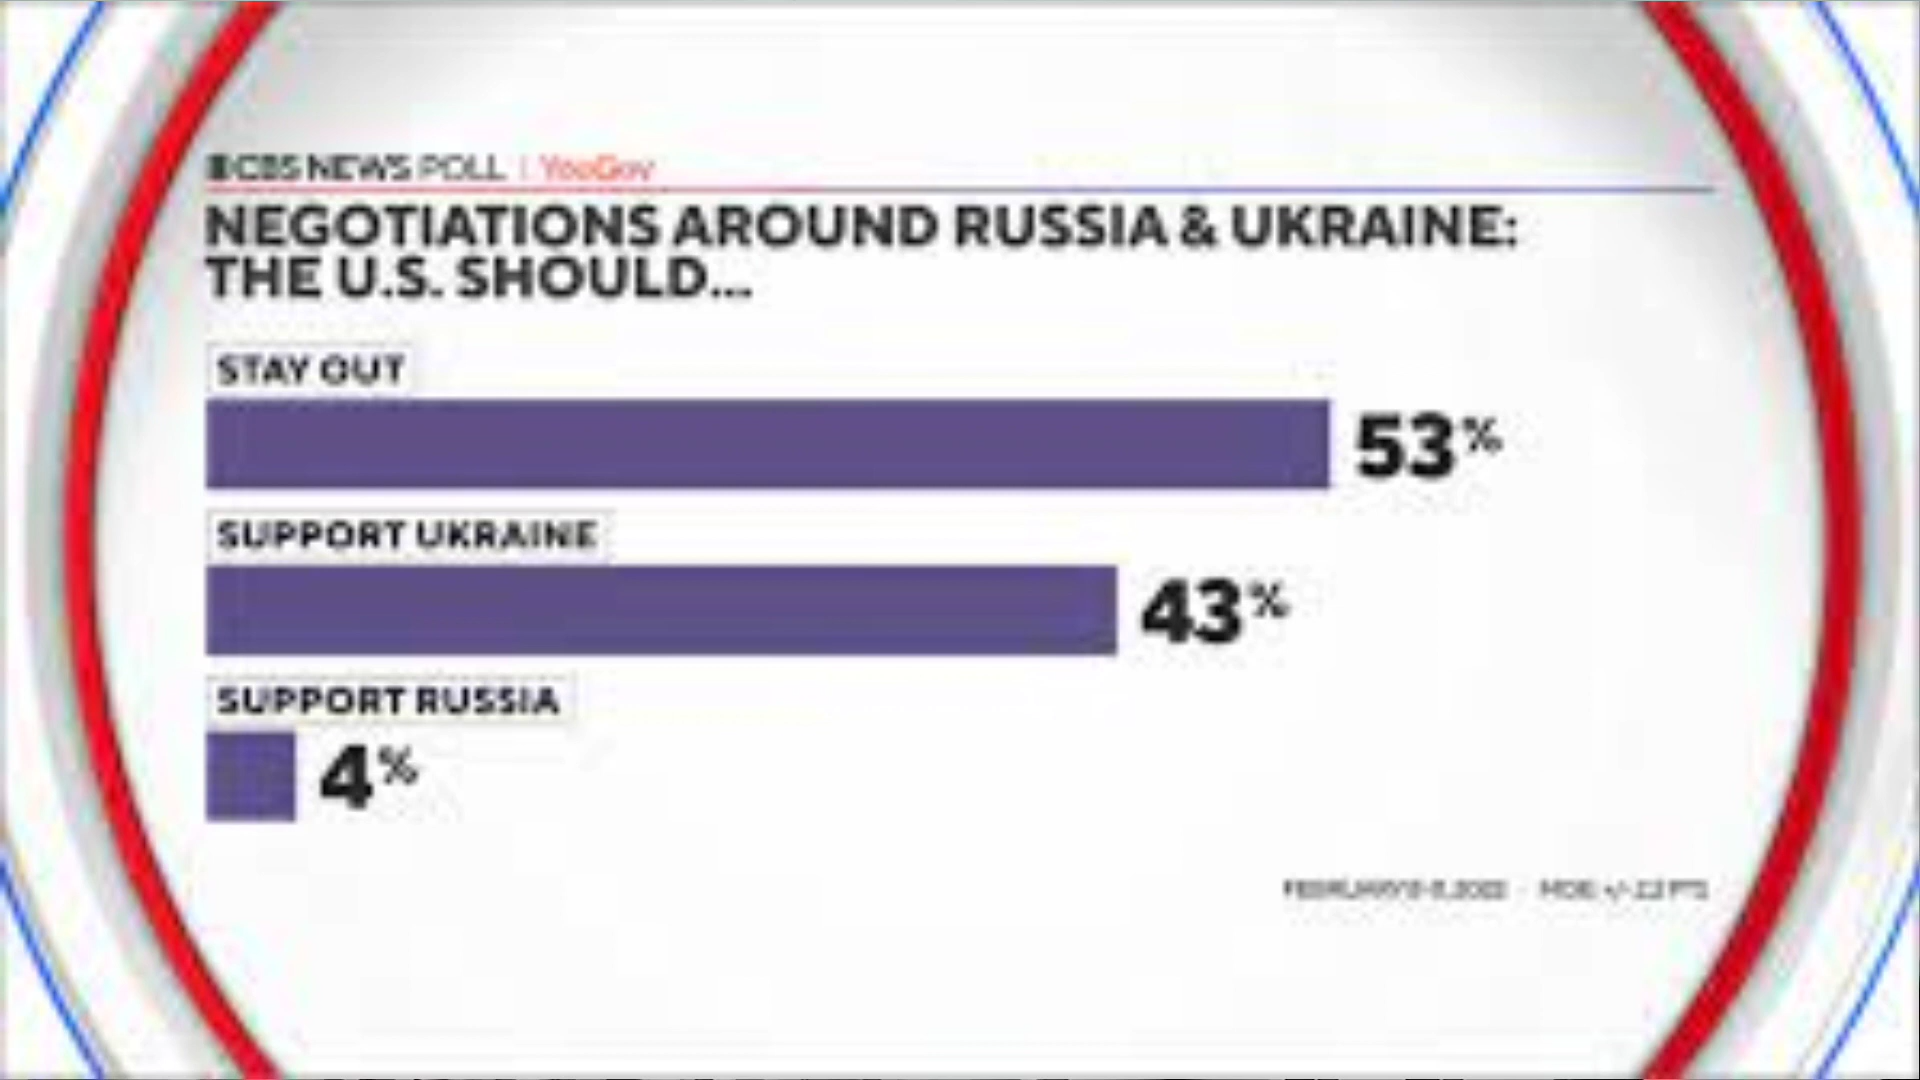 CBS NEWS POLL | YouGov
NEGOTIATIONS AROUND RUSSIA & UKRAINE:
THE U.S. SHOULD...
STAY OUT
53%
SUPPORT UKRAINE
43%
SUPPORT RUSSIA
4%